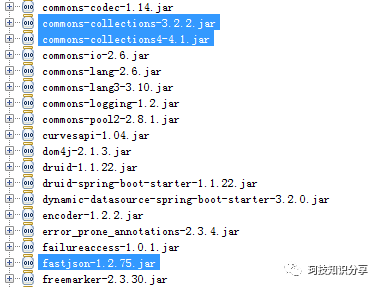 commons-codec-1.14.jar
commons-collections-3.2.2.jar
commons-collections4-4.1.jar
commons-io-2.6.jar
commons-lang-2.6.jar
commons-lang3-3.10.jar
commons-logging-1.2.jar
commons-pool2-2.8.1.jar
curvesapi-1.04.jar
dom4j-2.1.3.jar
druid-1.1.22.jar
druid-spring-boot-starter-1.1.22.jar
dynamic-datasource-spring-boot-starter-3.2.0.jar
encoder-1.2.2.jar
error_prone_annotations-2.3.4.jar
failureaccess-1.0.1.jar
fastjson-1.2.75.jar
freemarker-2.3.30.jar
珂技知识分享